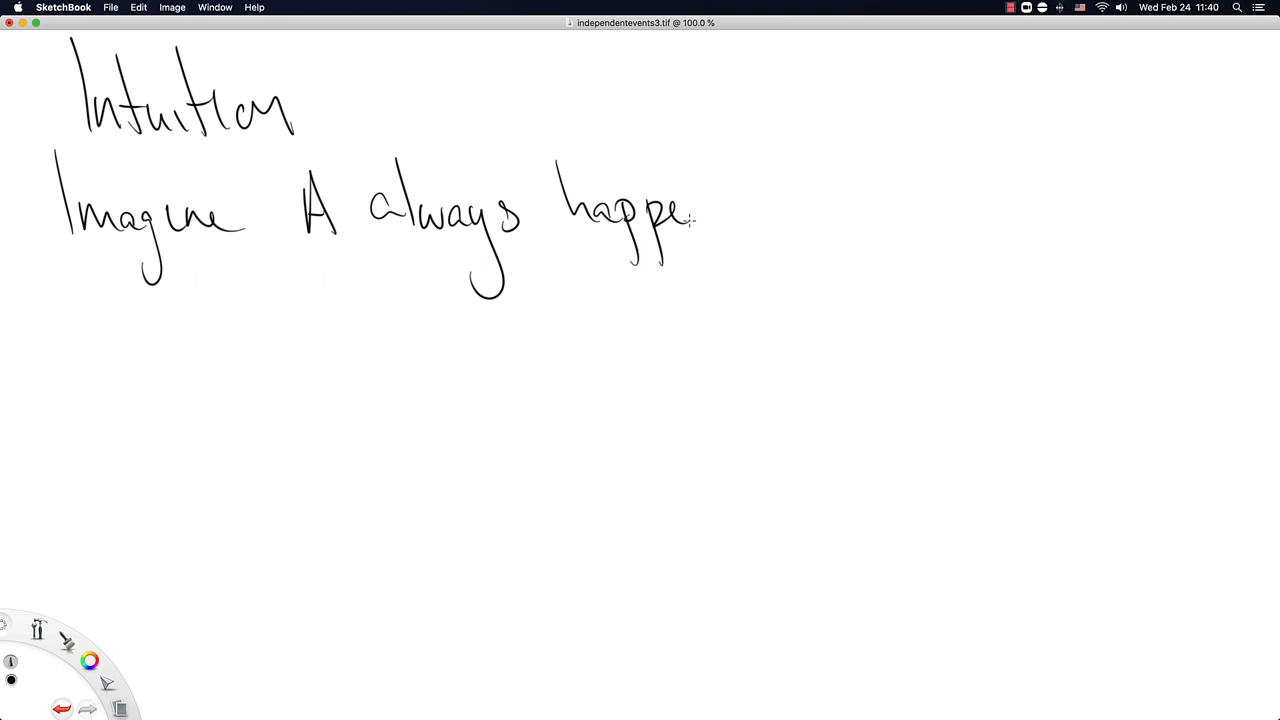 SketchBook File Edit Image Window Help Wed Feb 24 11:40
independentevents3.tif @ 100.0 %
Intuition
Imagine A always happe